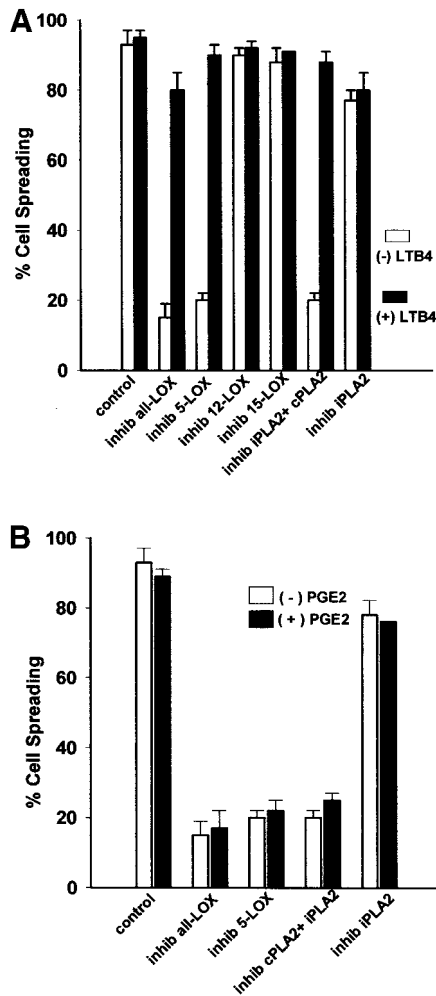 A
100
80
60
40
20
0
% Cell Spreading
(-) LTB4
(+) LTB4
control
inhib all-LOX
inhib 5-LOX
inhib 12-LOX
inhib 15-LOX
inhib iPLA2+ cPLA2
inhib iPLA2
B
100
80
60
40
20
0
% Cell Spreading
( - ) PGE2
( + ) PGE2
control
inhib all-LOX
inhib 5-LOX
inhib cPLA2+ iPLA2
inhib iPLA2